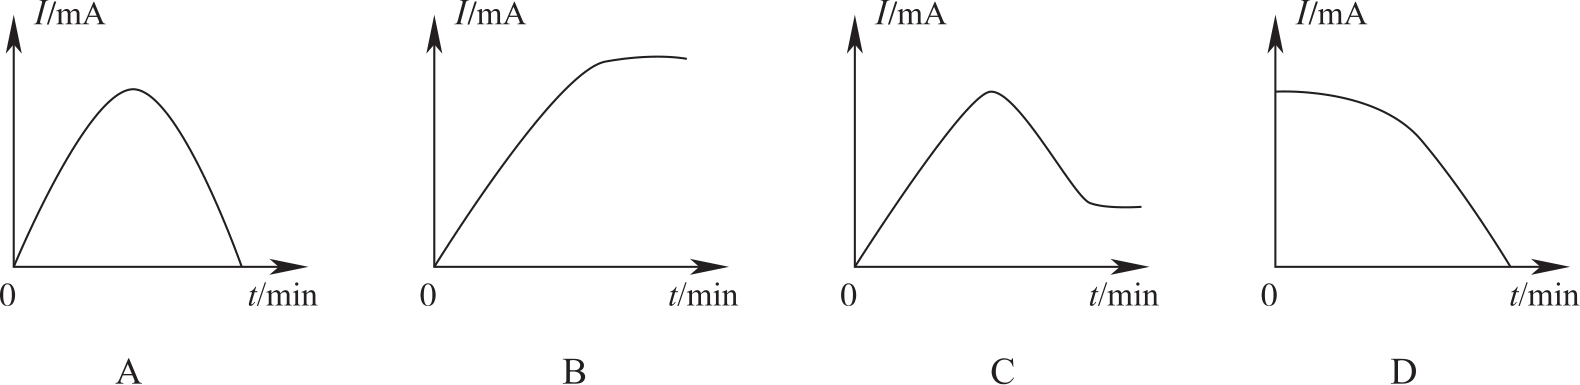 I/mA I/mA I/mA I/mA
0 t/min 0 t/min 0 t/min 0 t/min
A B C D